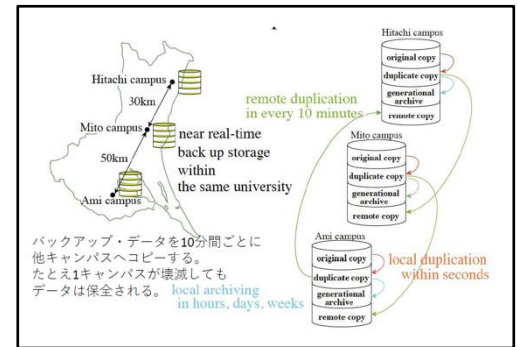 Hitachi campus
30km
Mito campus
50km
Ami campus
near real-time
back up storage
within
the same university
バックアップ・データを10分間ごとに
他キャンパスへコピーする。
たとえ1キャンパスが壊滅しても
データは保全される。
remote duplication
in every 10 minutes
local archiving
in hours, days, weeks
Hitachi campus
original copy
duplicate copy
generational
archive
remote copy
Mito campus
original copy
duplicate copy
generational
archive
remote copy
Ami campus
original copy
duplicate copy
generational
archive
remote copy
local duplication
within seconds